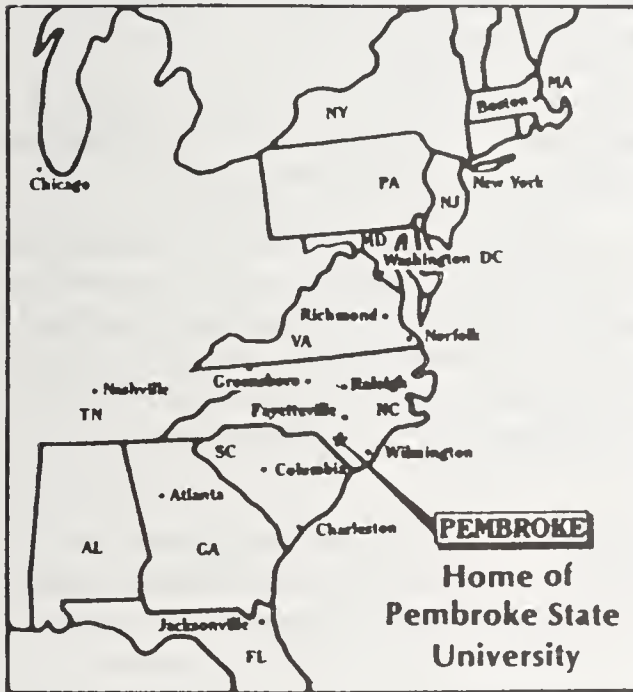 MA
Boston
NY
Chicago
PA
New York
NJ
MD
Washington DC
Richmond
Norfolk
VA
Greensboro
Raleigh
Nashville
TN
Fayetteville
NC
SC
Wilmington
Columbia
Atlanta
Charleston
PEMBROKE
AL
GA
Home of
Pembroke State
University
Jacksonville
FL